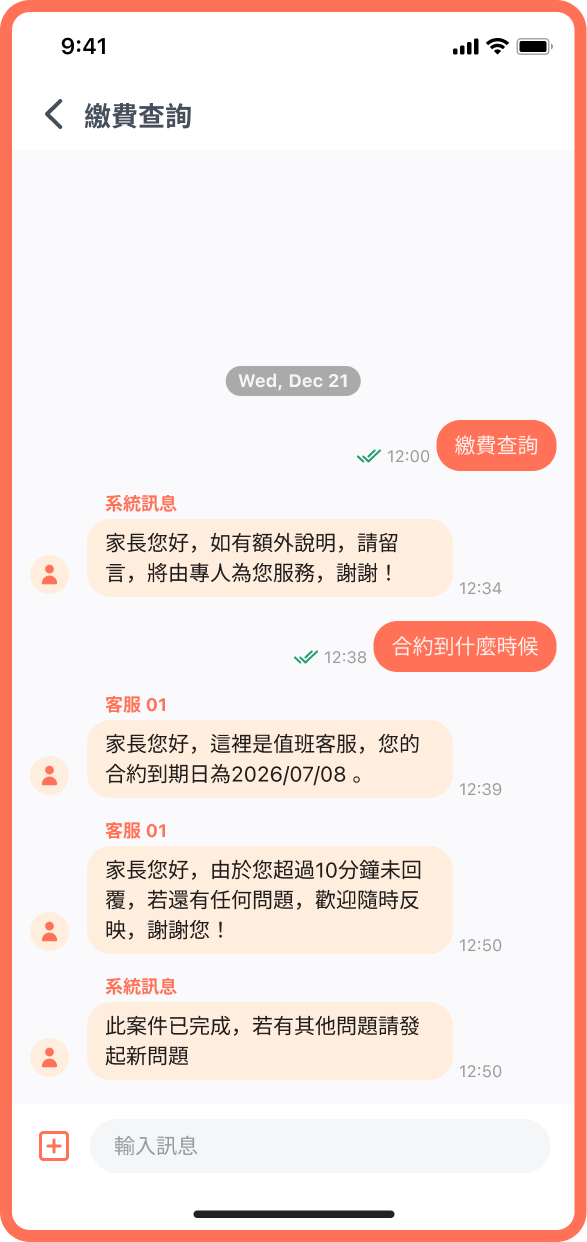 9:41
繳費查詢
Wed, Dec 21
12:00 繳費查詢
系統訊息
家長您好，如有額外說明，請留
言，將由專人為您服務，謝謝！
12:34
12:38 合約到什麼時候
客服 01
家長您好，這裡是值班客服，您的
合約到期日為2026/07/08 。
12:39
客服 01
家長您好，由於您超過10分鐘未回
覆，若還有任何問題，歡迎隨時反
映，謝謝您！
12:50
系統訊息
此案件已完成，若有其他問題請發
起新問題
12:50
輸入訊息